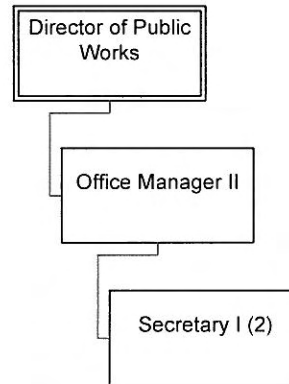 Director of Public
Works
Office Manager II
Secretary I (2)